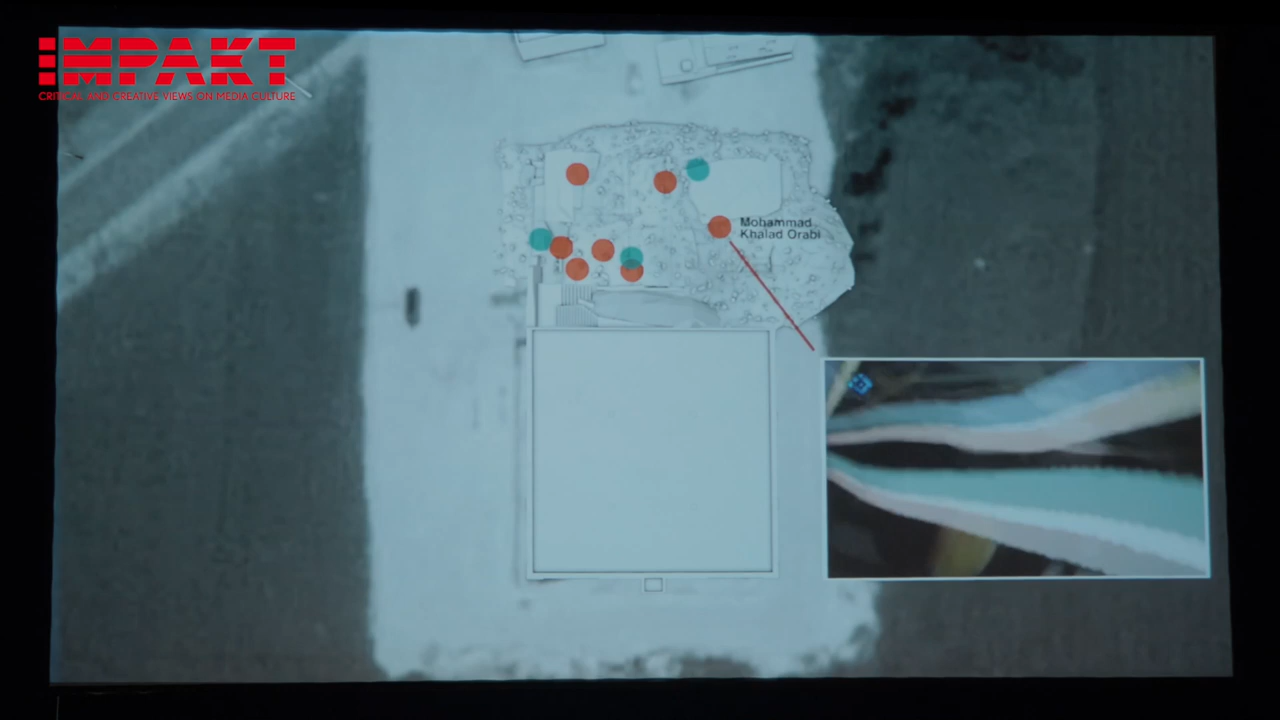 IMPAKT
CRITICAL AND CREATIVE VIEWS ON MEDIA CULTURE
Mohammad
Khalad Orabi